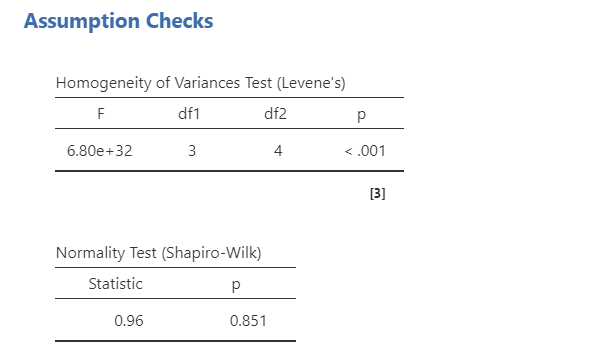 Assumption Checks
Homogeneity of Variances Test (Levene's)
F df1 df2 p
6.80e+32 3 4 < .001
[3]
Normality Test (Shapiro-Wilk)
Statistic p
0.96 0.851